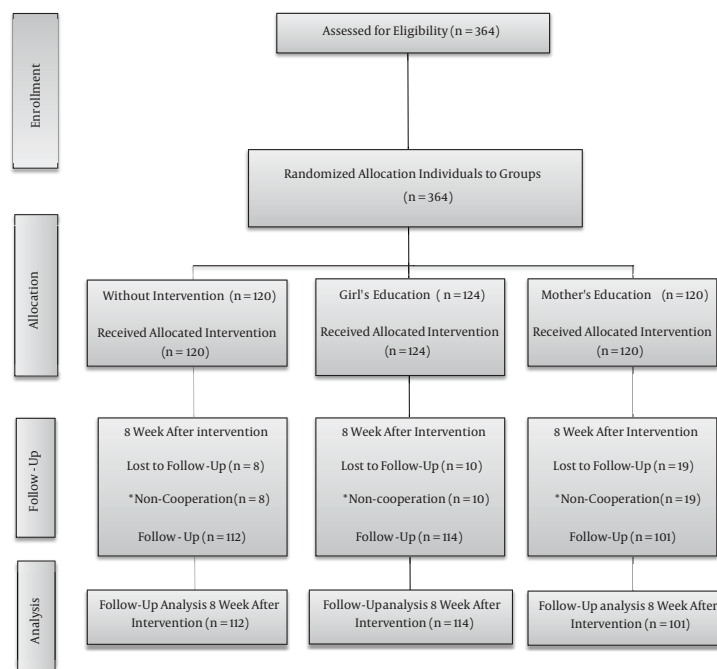 Enrollment
Assessed for Eligibility (n = 364)
Randomized Allocation Individuals to Groups
(n = 364)
Allocation
Without Intervention (n = 120)
Received Allocated Intervention
(n = 120)
Girl's Education ( n = 124)
Received Allocated Intervention
(n = 124)
Mother's Education (n = 120)
Received Allocated Intervention
(n = 120)
Follow - Up
8 Week After intervention
Lost to Follow -Up (n = 8)
*Non-Cooperation(n = 8)
Follow - Up (n = 112)
8 Week After Intervention
Lost to Follow-Up (n = 10)
*Non-cooperation (n = 10)
Follow-Up (n = 114)
8 Week After Intervention
Lost to Follow-Up (n = 19)
*Non-Cooperation(n = 19)
Follow-Up (n = 101)
Analysis
Follow-Up Analysis 8 Week After
Intervention (n = 112)
Follow-Upanalysis 8 Week After
Intervention (n = 114)
Follow-Up analysis 8 Week After
Intervention (n = 101)